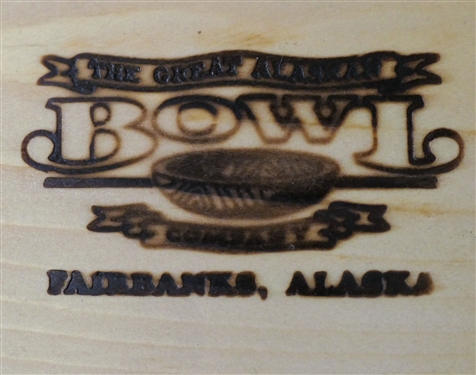 THE GREAT ALASKAN
BOWL
COMPANY
FAIRBANKS, ALASKA